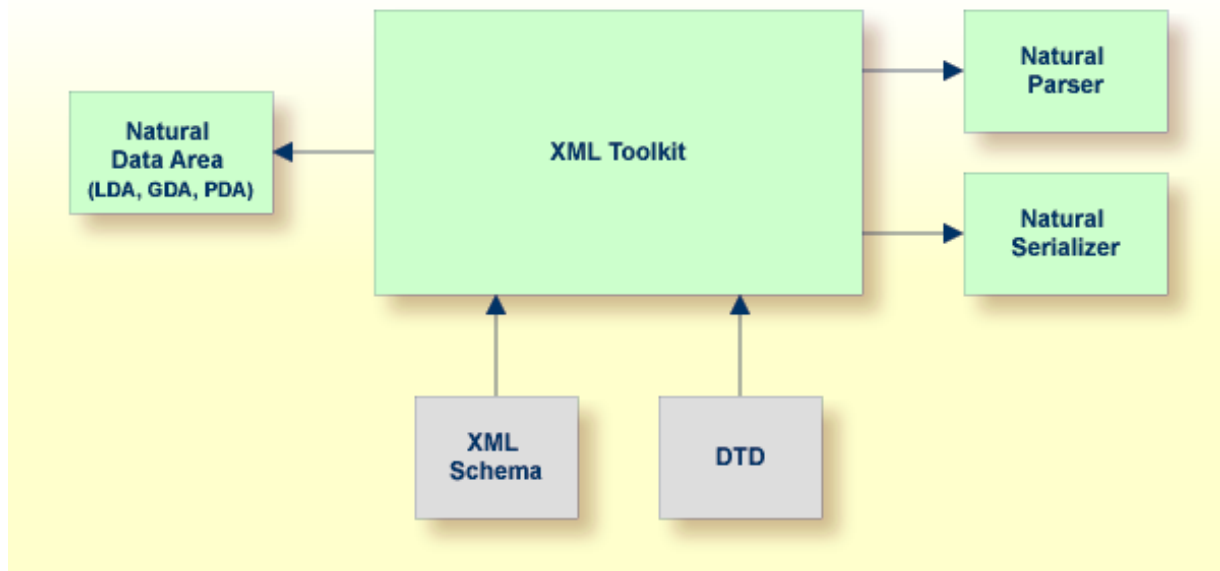 Natural
Parser
Natural
Data Area
(LDA, GDA, PDA)
XML Toolkit
Natural
Serializer
XML
Schema
DTD